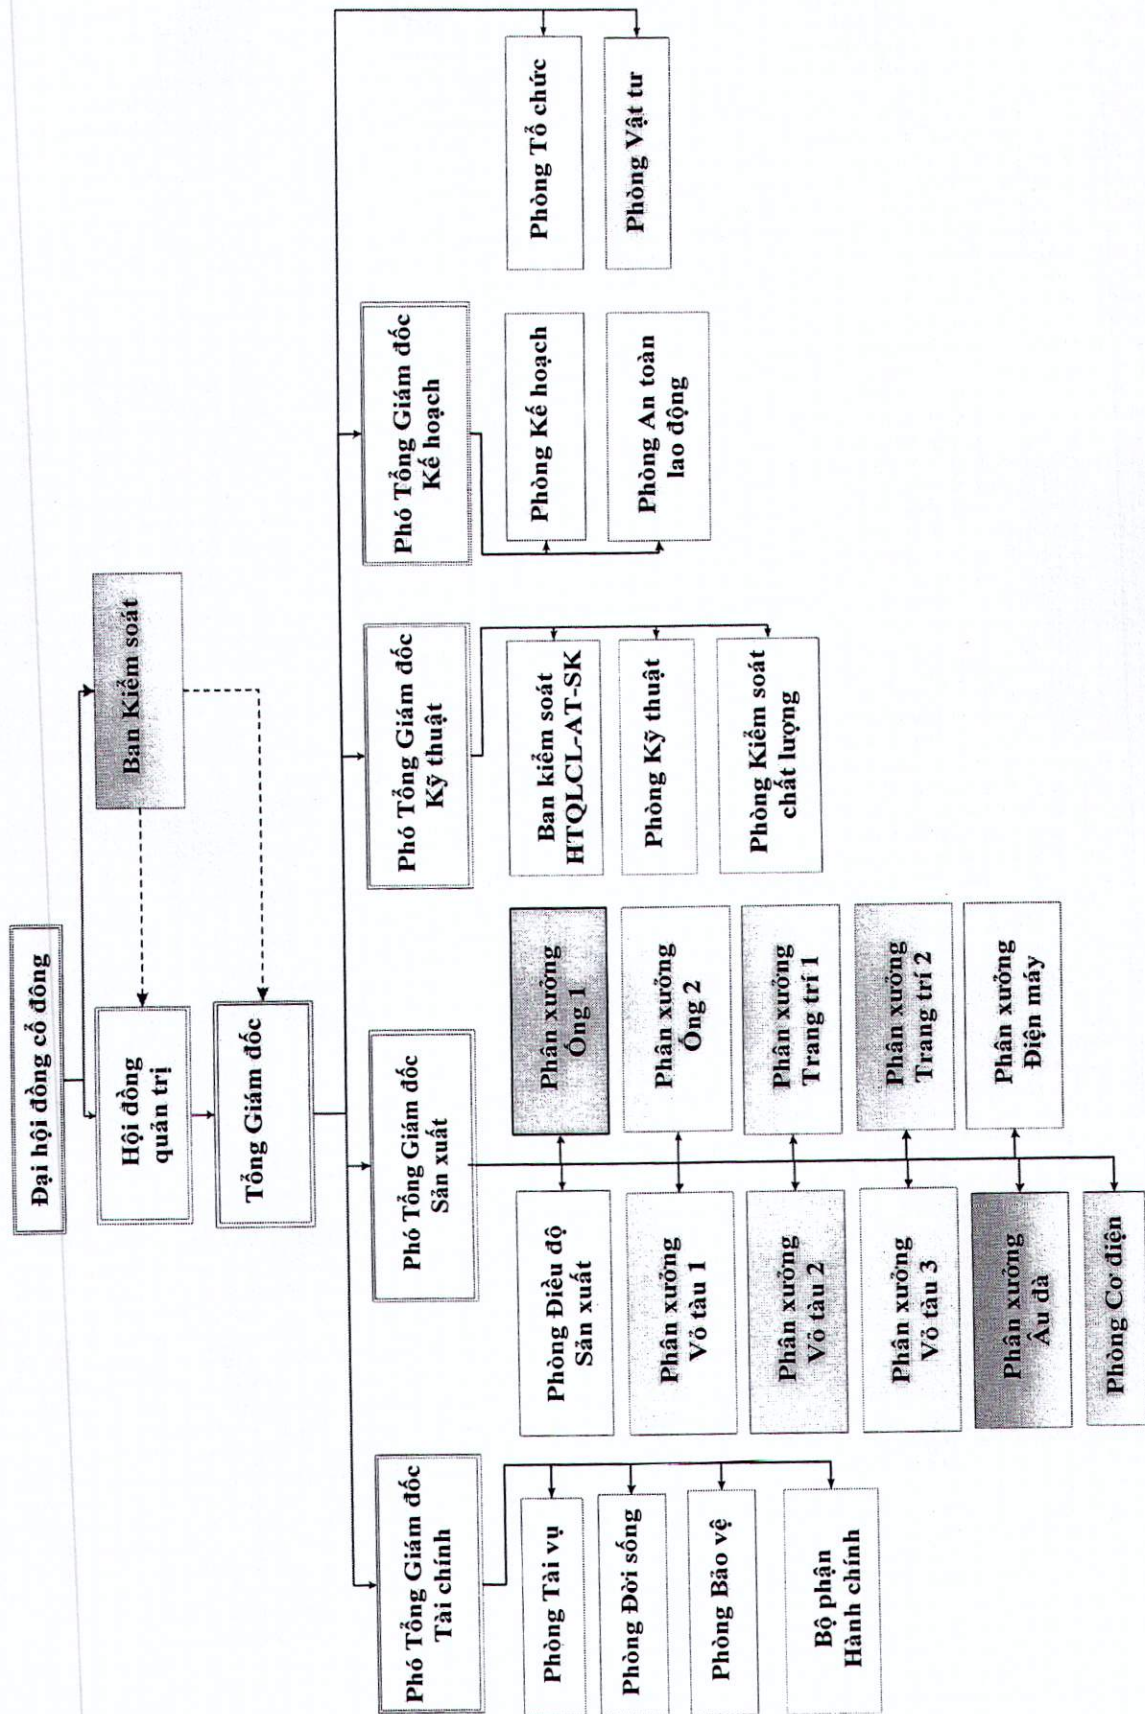 Đại hội đồng cổ đông
Ban Kiểm soát
Hội đồng
quản trị
Tổng Giám đốc
Phó Tổng Giám đốc
Tài chính
Phó Tổng Giám đốc
Sản xuất
Phó Tổng Giám đốc
Kỹ thuật
Phó Tổng Giám đốc
Kế hoạch
Phòng Tài vụ
Phòng Đời sống
Phòng Bảo vệ
Bộ phận
Hành chính
Phòng Điều độ
Sản xuất
Phân xưởng
Vỏ tàu 1
Phân xưởng
Vỏ tàu 2
Phân xưởng
Vỏ tàu 3
Phân xưởng
Âu đà
Phòng Cơ điện
Phân xưởng
Ống 1
Phân xưởng
Ống 2
Phân xưởng
Trang trí 1
Phân xưởng
Trang trí 2
Phân xưởng
Điện máy
Ban kiểm soát
HTQLCL-AT-SK
Phòng Kỹ thuật
Phòng Kiểm soát
chất lượng
Phòng Kế hoạch
Phòng An toàn
lao động
Phòng Tổ chức
Phòng Vật tư